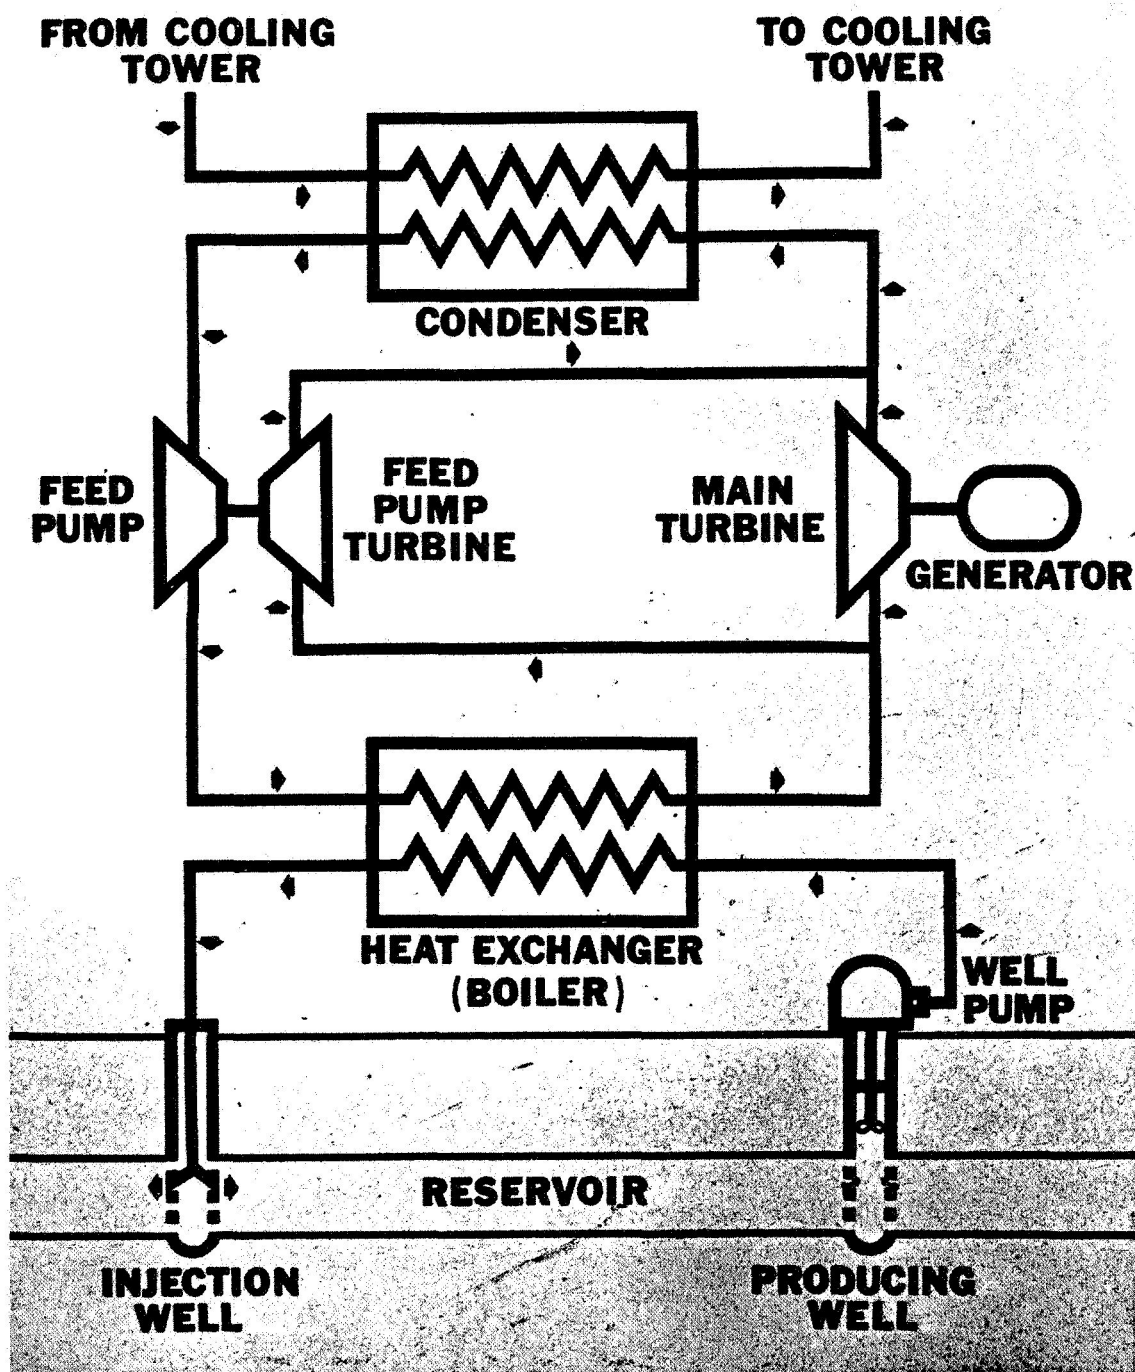 FROM COOLING
TOWER
TO COOLING
TOWER
CONDENSER
FEED
PUMP
FEED
PUMP
TURBINE
MAIN
TURBINE
GENERATOR
HEAT EXCHANGER
(BOILER)
WELL
PUMP
RESERVOIR
INJECTION
WELL
PRODUCING
WELL